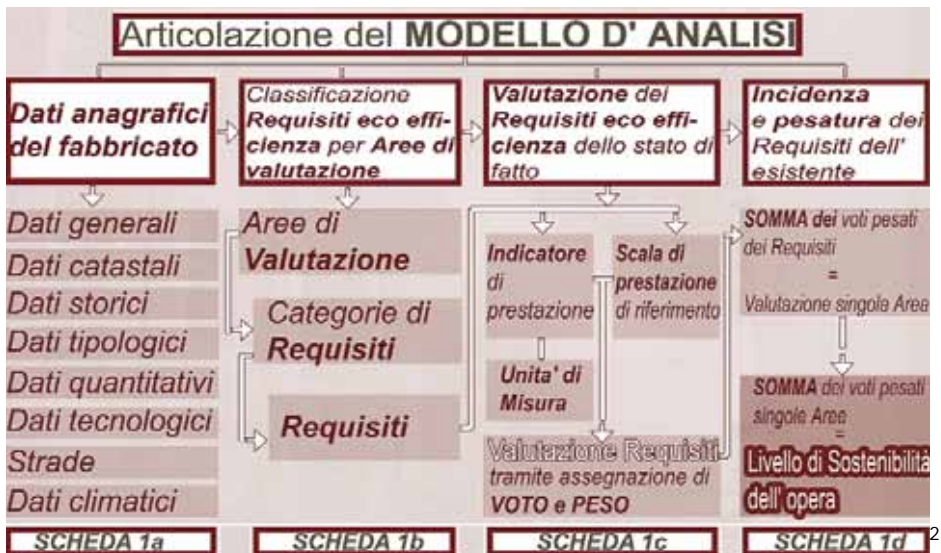 Articolazione del MODELLO D' ANALISI
Dati anagrafici
del fabbricato
Dati generali
Dati catastali
Dati storici
Dati tipologici
Dati quantitativi
Dati tecnologici
Strade
Dati climatici
SCHEDA 1a
Classificazione
Requisiti eco effi-
cienza per Aree di
valutazione
Aree di
Valutazione
Categorie di
Requisiti
Requisiti
SCHEDA 1b
Valutazione dei
Requisiti eco effi-
cienza dello stato di
fatto
Indicatore
di
prestazione
Unita' di
Misura
Scala di
prestazione
di riferimento
Valutazione Requisiti
tramite assegnazione di
VOTO e PESO
SCHEDA 1c
Incidenza
e pesatura dei
Requisiti dell'
esistente
SOMMA dei voti pesati
dei Requisiti
=
Valutazione singola Area
SOMMA dei voti pesati
singole Aree
=
Livello di Sostenibilità
dell' opera
SCHEDA 1d
2